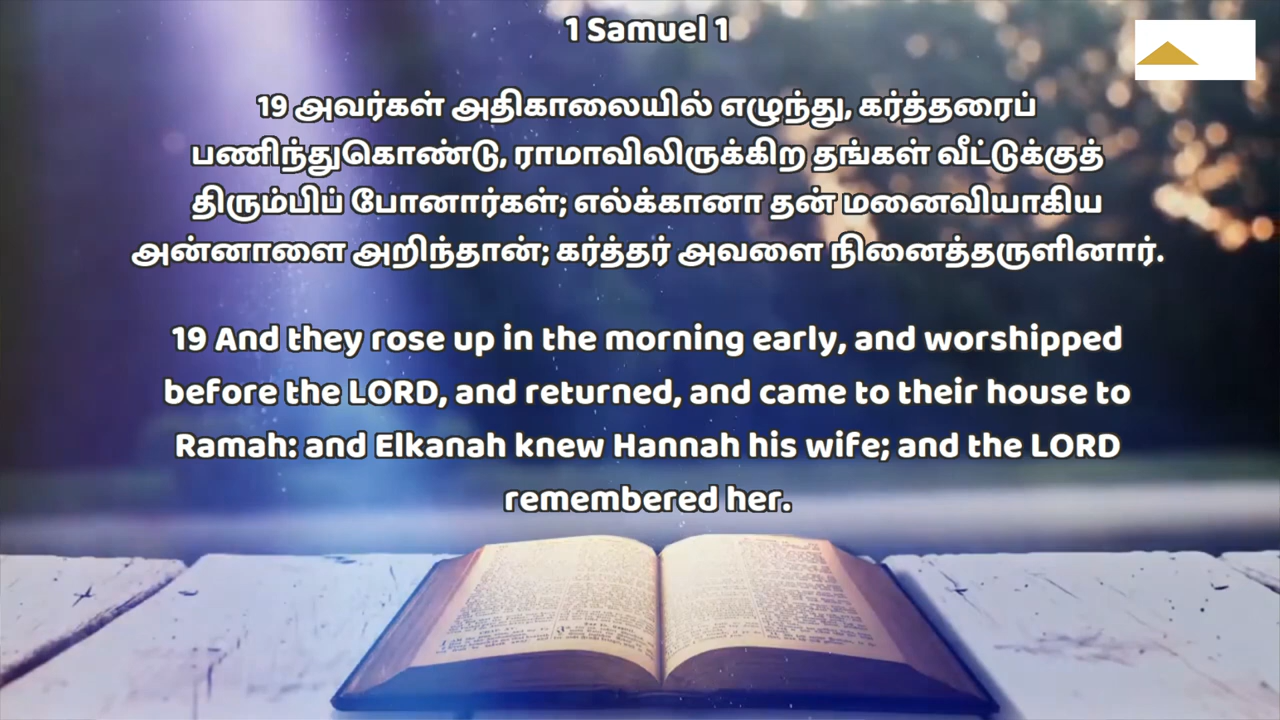 1 Samuel 1
19 அவர்கள் அதிகாலையில் எழுந்து, கர்த்தரைப்
பணிந்துகொண்டு, ராமாவிலிருக்கிற தங்கள் வீட்டுக்குத்
திரும்பிப் போனார்கள்; எல்க்கானா தன் மனைவியாகிய
அன்னாளை அறிந்தான்; கர்த்தர் அவளை நினைத்தருளினார்.
19 And they rose up in the morning early, and worshipped
before the LORD, and returned, and came to their house to
Ramah: and Elkanah knew Hannah his wife; and the LORD
remembered her.